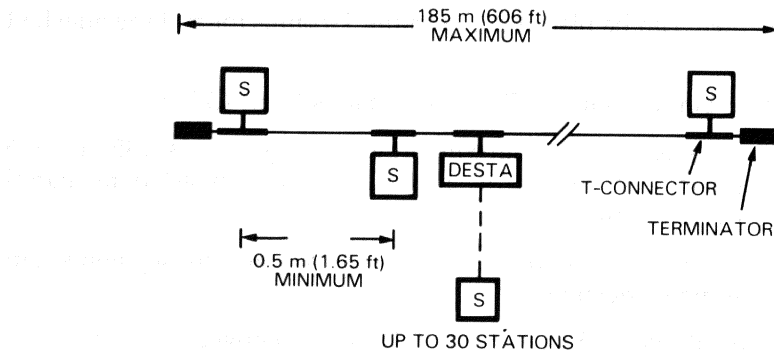 185 m (606 ft)
MAXIMUM
S
S
S
DESTA
T-CONNECTOR
TERMINATOR
0.5 m (1.65 ft)
MINIMUM
S
UP TO 30 STATIONS